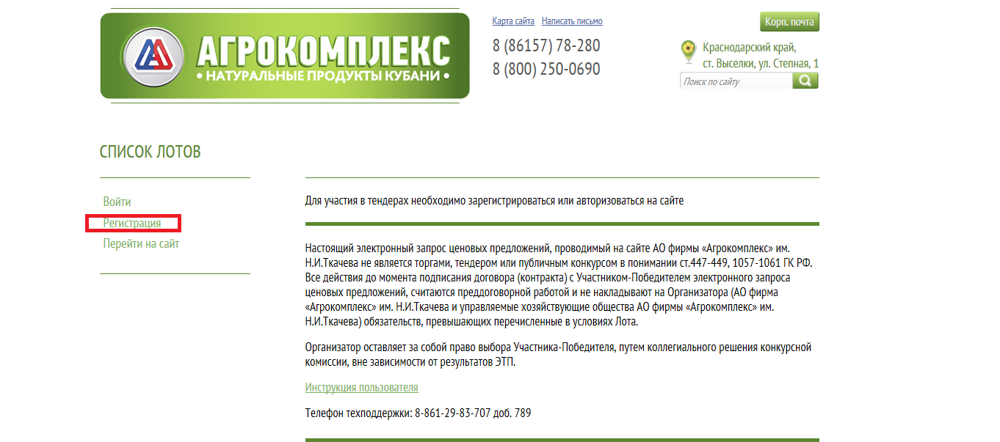 АГРОКОМПЛЕКС
• НАТУРАЛЬНЫЕ ПРОДУКТЫ КУБАНИ •
Карта сайта Написать письмо
8 (86157) 78-280
8 (800) 250-0690
Корп. почта
Краснодарский край,
ст. Выселки, ул. Степная, 1
Поиск по сайту
СПИСОК ЛОТОВ
Войти
Регистрация
Перейти на сайт
Для участия в тендерах необходимо зарегистрироваться или авторизоваться на сайте
Настоящий электронный запрос ценовых предложений, проводимый на сайте АО фирмы «Агрокомплекс» им.
Н.И.Ткачева не является торгами, тендером или публичным конкурсом в понимании ст.447-449, 1057-1061 ГК РФ.
Все действия до момента подписания договора (контракта) с Участником-Победителем электронного запроса
ценовых предложений, считаются преддоговорной работой и не накладывают на Организатора (АО фирма
«Агрокомплекс» им. Н.И.Ткачева и управляемые хозяйствующие общества АО фирмы «Агрокомплекс» им.
Н.И.Ткачева) обязательств, превышающих перечисленные в условиях Лота.
Организатор оставляет за собой право выбора Участника-Победителя, путем коллегиального решения конкурсной
комиссии, вне зависимости от результатов ЭТП.
Инструкция пользователя
Телефон техподдержки: 8-861-29-83-707 доб. 789